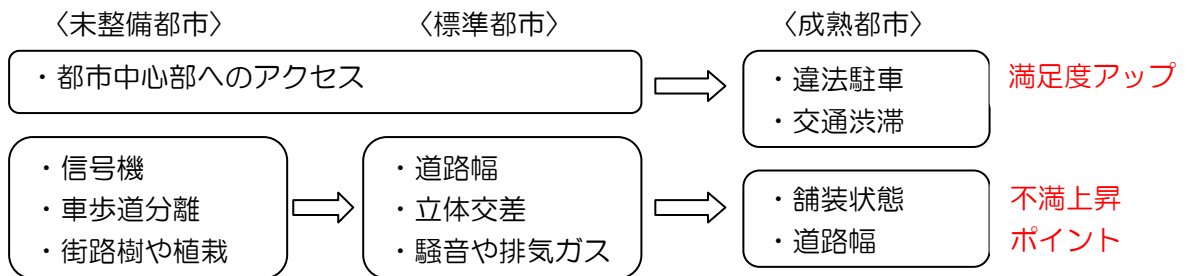 〈未整備都市〉 〈標準都市〉 〈成熟都市〉
・都市中心部へのアクセス
・違法駐車
・交通渋滞
満足度アップ
・信号機
・車歩道分離
・街路樹や植栽
・道路幅
・立体交差
・騒音や排気ガス
・舗装状態
・道路幅
不満上昇
ポイント